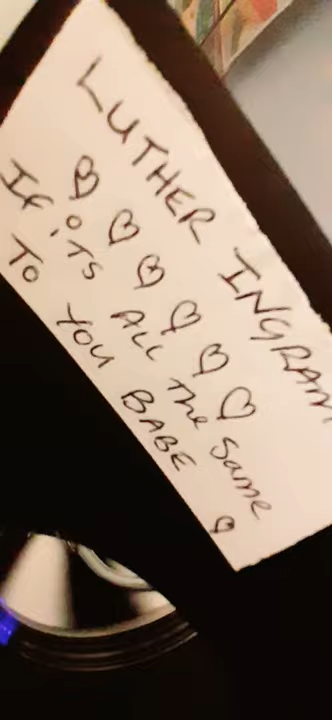 LUTHER INGRAM
♡ ♡ ♡ ♡ ♡ ♡
If iTS All The Same
TO YOU BABE ♡